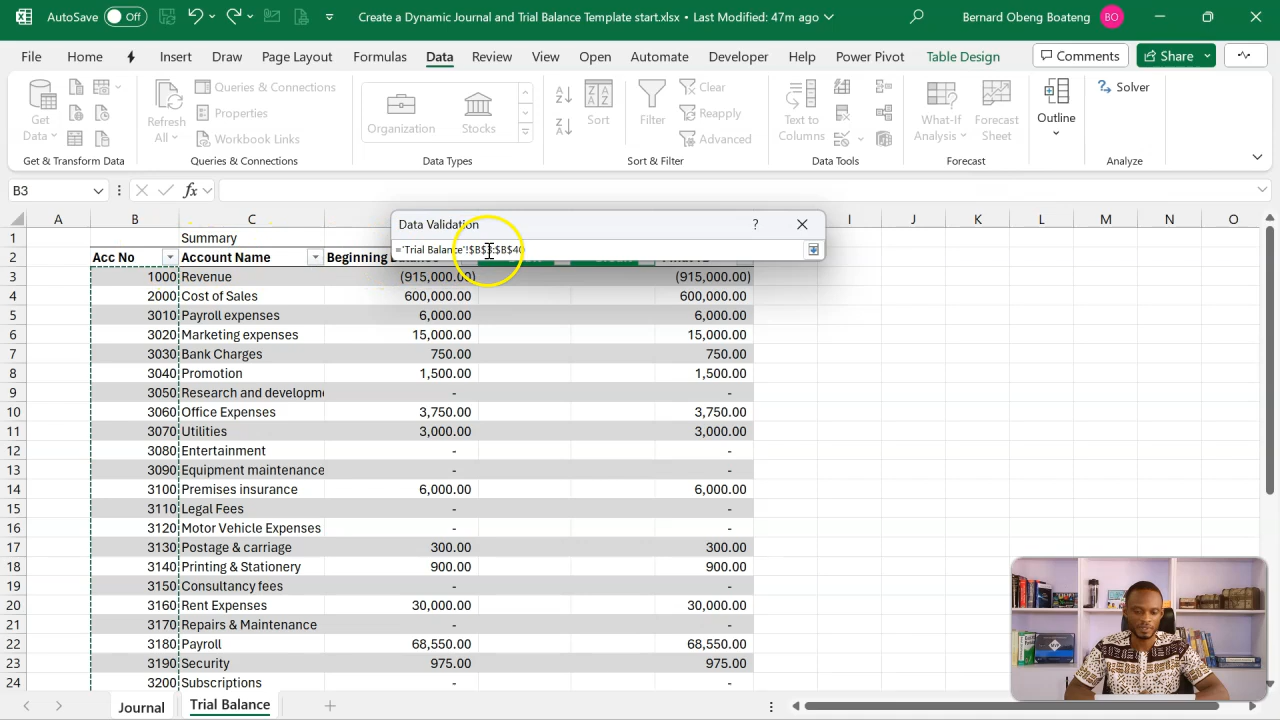 AutoSave Off Create a Dynamic Journal and Trial Balance Template start.xlsx • Last Modified: 47m ago Bernard Obeng Boateng BO
File Home Insert Draw Page Layout Formulas Data Review View Open Automate Developer Help Power Pivot Table Design Comments Share
Get Data
Refresh All
Queries & Connections
Properties
Workbook Links
Organization
Stocks
Sort
Filter
Clear
Reapply
Advanced
Text to Columns
What-If Analysis
Forecast Sheet
Outline
Solver
Get & Transform Data Queries & Connections Data Types Sort & Filter Data Tools Forecast Analyze
B3 fx
Data Validation ?
='Trial Balance'!$B$3:$B$40
A B C I J K L M N O
1 Summary
2 Acc No Account Name Beginning
3 1000 Revenue (915,000.00) (915,000.00)
4 2000 Cost of Sales 600,000.00 600,000.00
5 3010 Payroll expenses 6,000.00 6,000.00
6 3020 Marketing expenses 15,000.00 15,000.00
7 3030 Bank Charges 750.00 750.00
8 3040 Promotion 1,500.00 1,500.00
9 3050 Research and developm - -
10 3060 Office Expenses 3,750.00 3,750.00
11 3070 Utilities 3,000.00 3,000.00
12 3080 Entertainment - -
13 3090 Equipment maintenance - -
14 3100 Premises insurance 6,000.00 6,000.00
15 3110 Legal Fees - -
16 3120 Motor Vehicle Expenses - -
17 3130 Postage & carriage 300.00 300.00
18 3140 Printing & Stationery 900.00 900.00
19 3150 Consultancy fees - -
20 3160 Rent Expenses 30,000.00 30,000.00
21 3170 Repairs & Maintenance - -
22 3180 Payroll 68,550.00 68,550.00
23 3190 Security 975.00 975.00
24 3200 Subscriptions - -
Journal Trial Balance